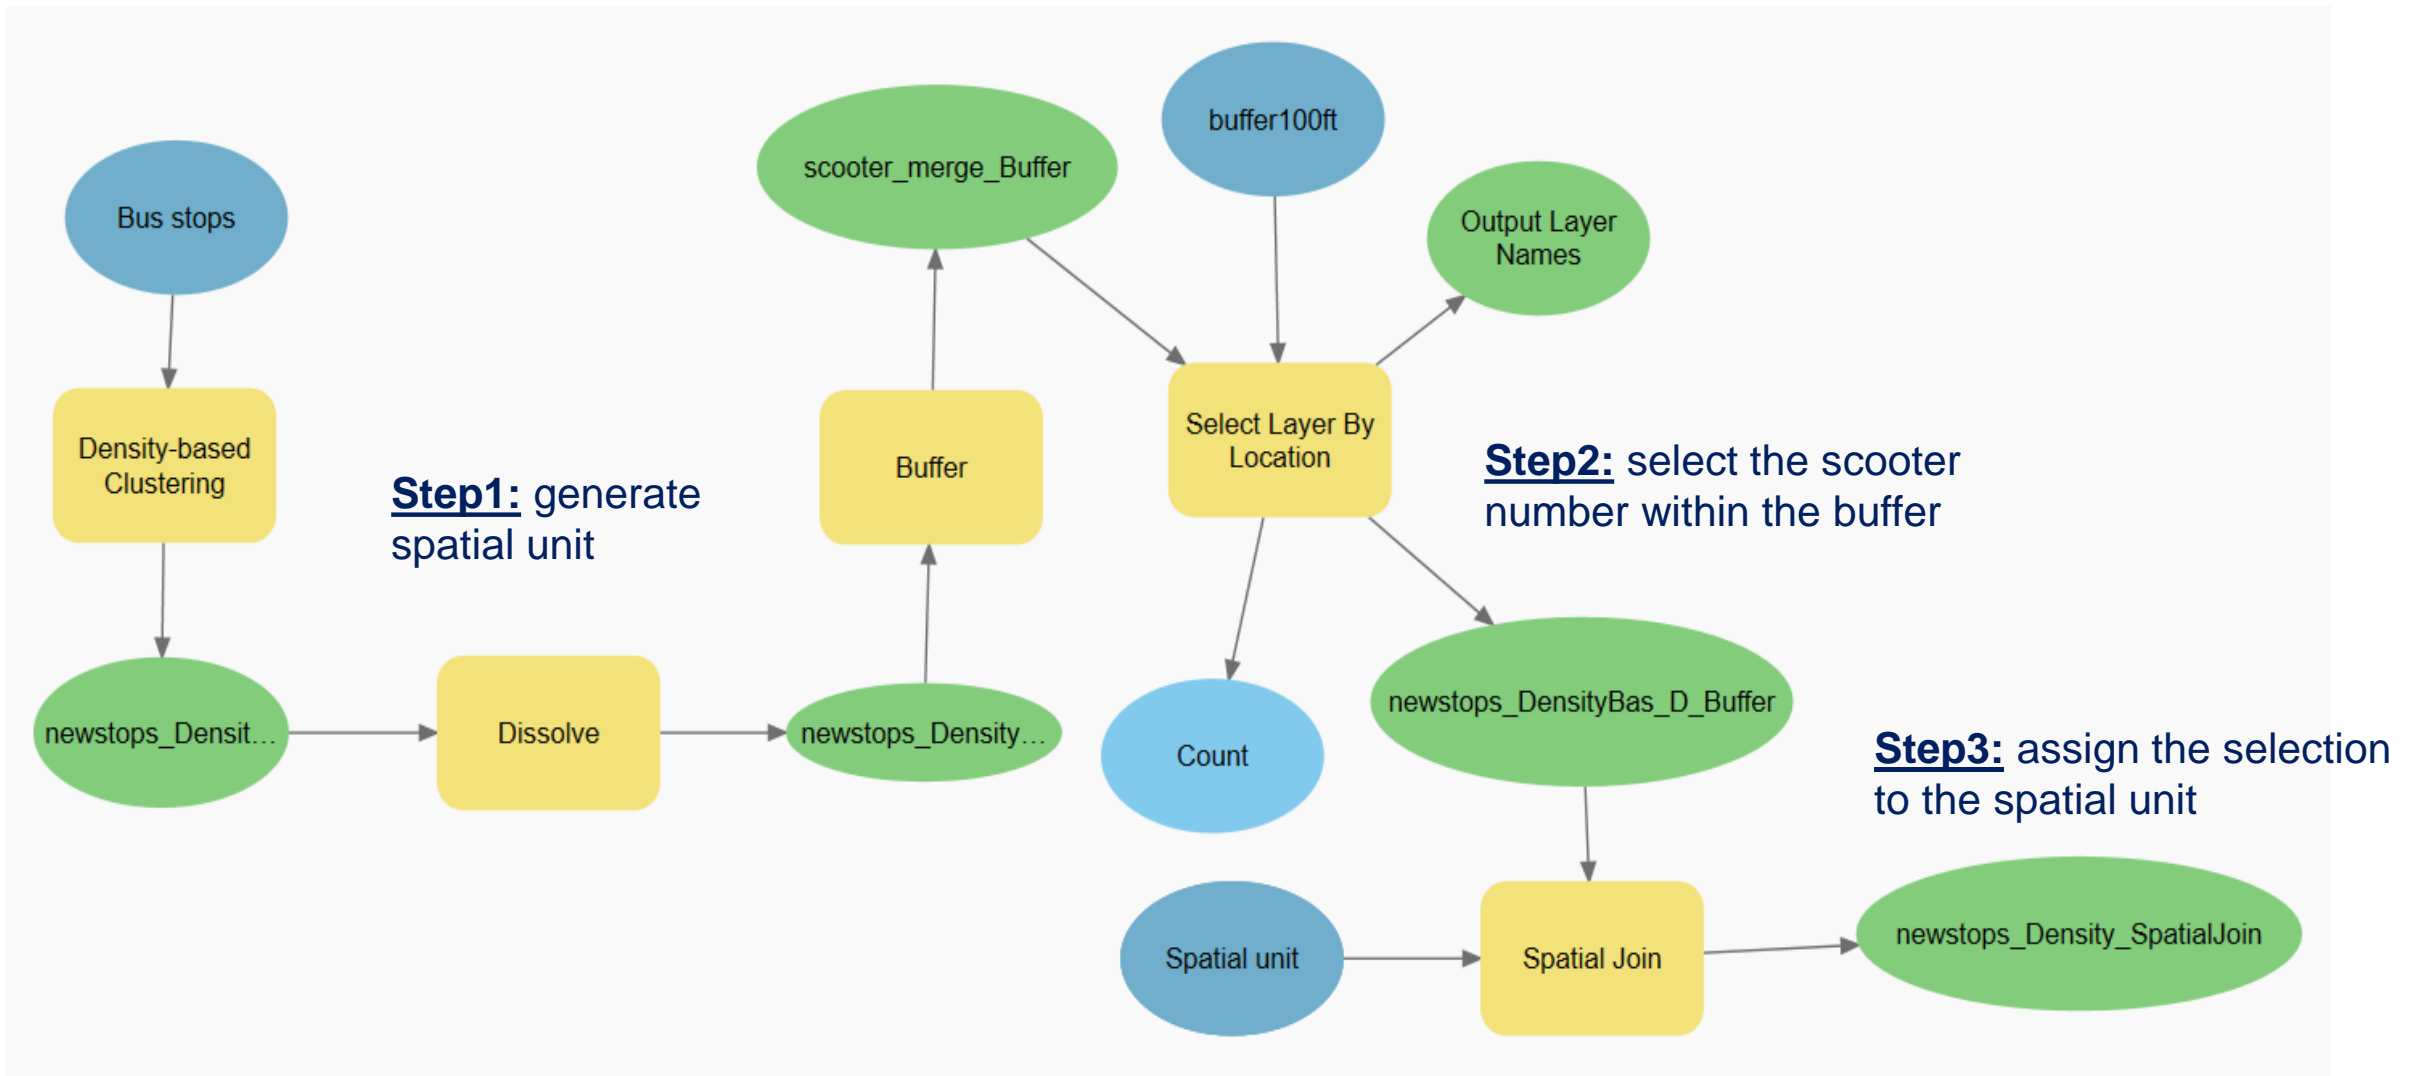 Bus stops
Density-based
Clustering
newstops_Densit...
Step1: generate
spatial unit
Dissolve
newstops_Density...
Buffer
scooter_merge_Buffer
buffer100ft
Output Layer
Names
Select Layer By
Location
Step2: select the scooter
number within the buffer
Count
newstops_DensityBas_D_Buffer
Step3: assign the selection
to the spatial unit
Spatial unit
Spatial Join
newstops_Density_SpatialJoin